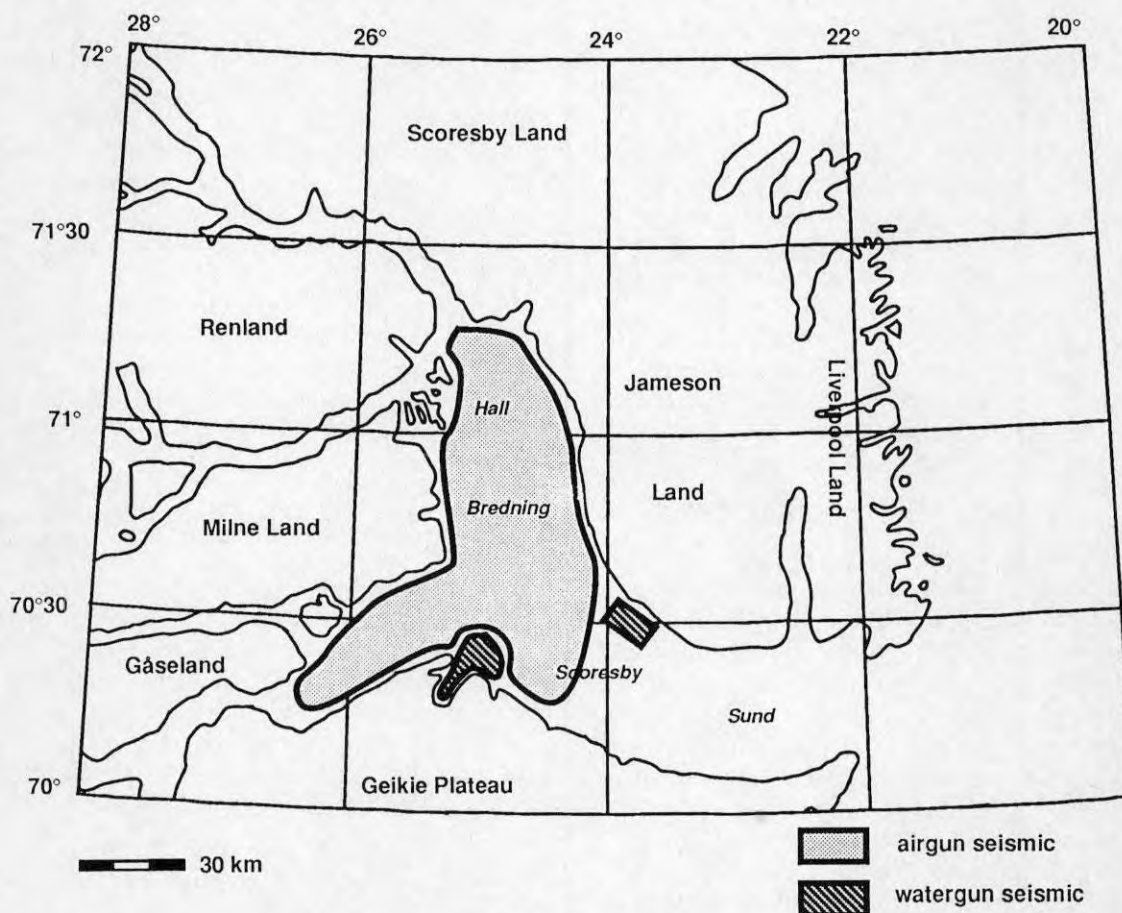 28°
26°
24°
22°
20°
72°
Scoresby Land
71°30
Renland
Jameson
Liverpool Land
Hall
71°
Land
Bredning
Milne Land
70°30
Gåseland
Scoresby
Sund
70°
Geikie Plateau
30 km
airgun seismic
watergun seismic